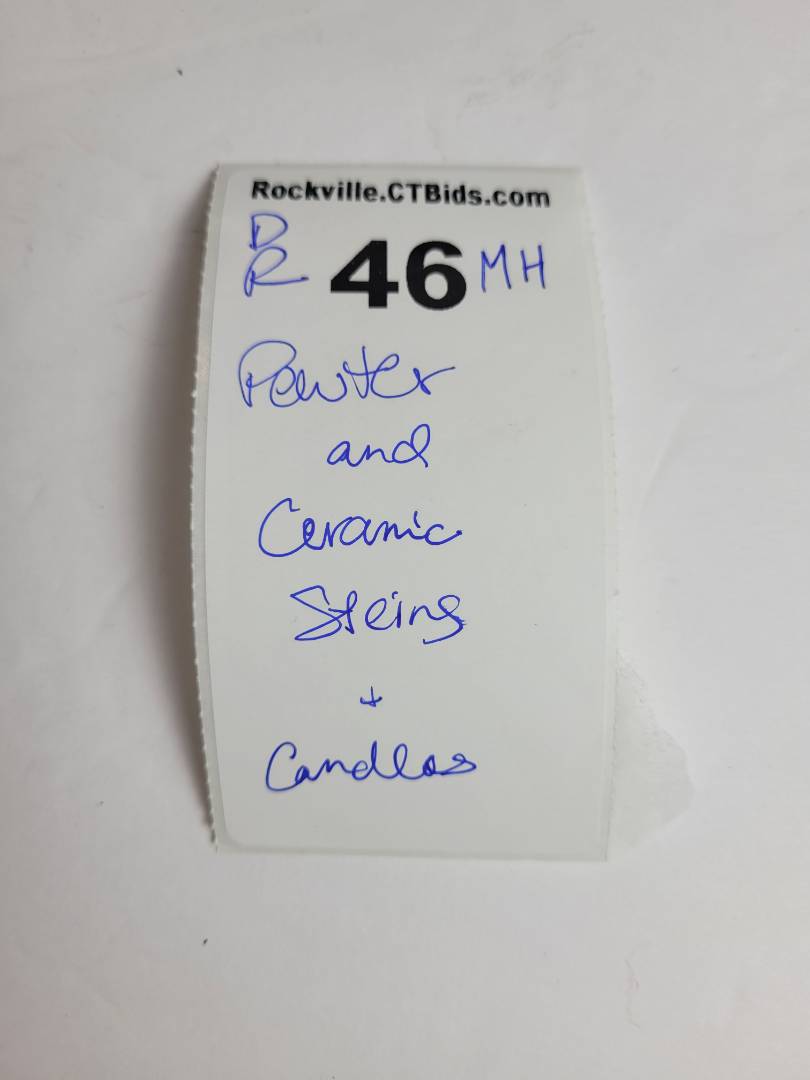 Rockville.CTBids.com
DR 46 MH
Pewter
and
Ceramic
Steins
+
Candles